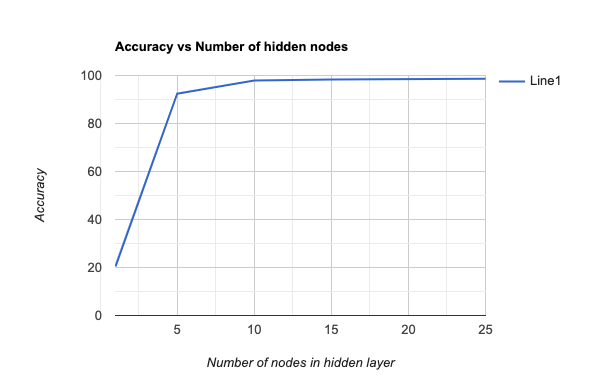 Accuracy vs Number of hidden nodes
100
80
60
40
20
0
Accuracy
5 10 15 20 25
Number of nodes in hidden layer
Line1